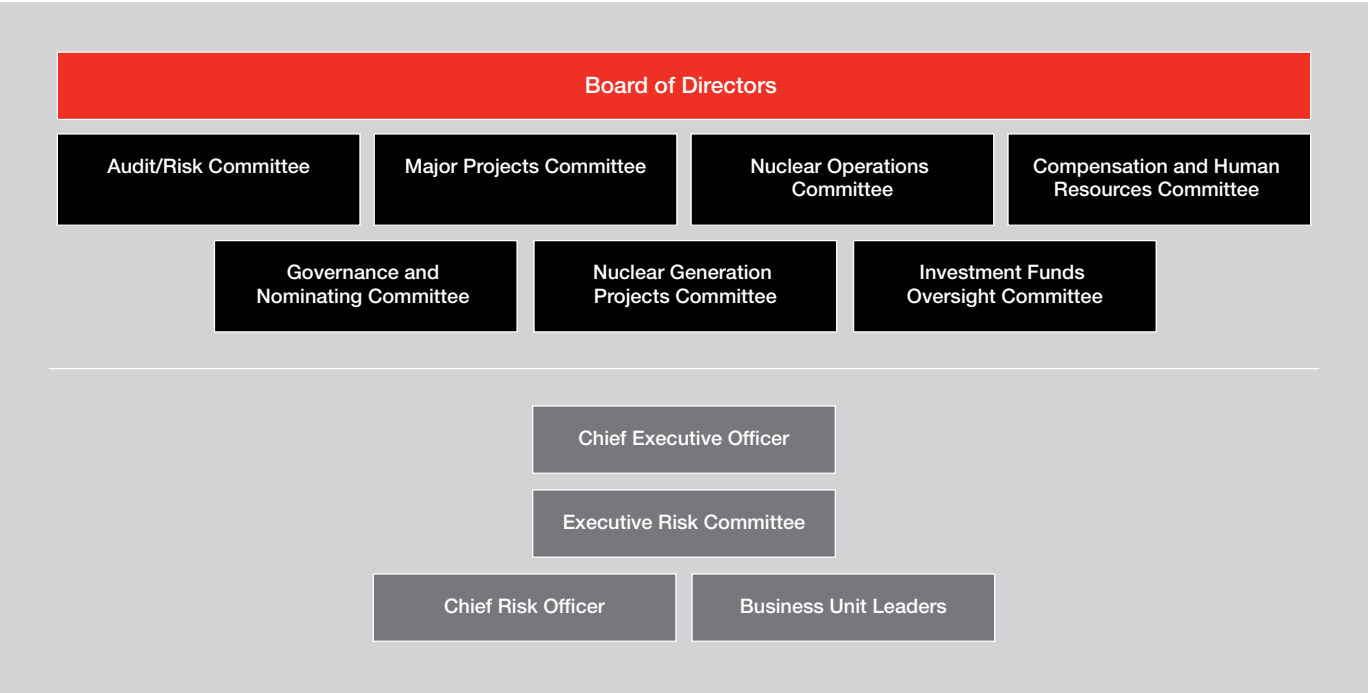 Board of Directors
Audit/Risk Committee
Major Projects Committee
Nuclear Operations
Committee
Compensation and Human
Resources Committee
Governance and
Nominating Committee
Nuclear Generation
Projects Committee
Investment Funds
Oversight Committee
Chief Executive Officer
Executive Risk Committee
Chief Risk Officer
Business Unit Leaders